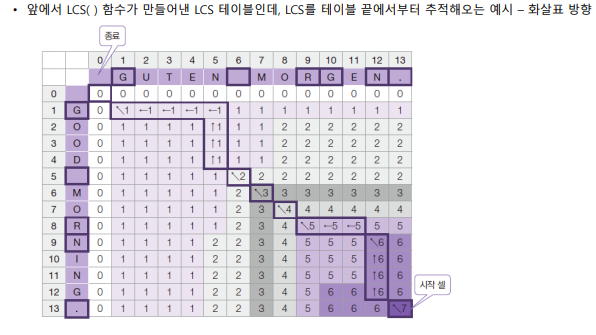 • 앞에서 LCS( ) 함수가 만들어낸 LCS 테이블인데, LCS를 테이블 끝에서부터 추적해오는 예시 – 화살표 방향
종료
0 1 2 3 4 5 6 7 8 9 10 11 12 13
G U T E N M O R G E N .
0 0 0 0 0 0 0 0 0 0 0 0 0 0 0
1 G 0 ↖1 ←1 ←1 ←1 ←1 1 1 1 1 1 1 1 1
2 O 0 1 1 1 1 ↑1 1 1 2 2 2 2 2 2
3 O 0 1 1 1 1 ↑1 1 1 2 2 2 2 2 2
4 D 0 1 1 1 1 ↑1 1 1 2 2 2 2 2 2
5 0 1 1 1 1 1 ↖2 2 2 2 2 2 2 2
6 M 0 1 1 1 1 1 2 ↖3 3 3 3 3 3 3
7 O 0 1 1 1 1 1 2 3 ↖4 4 4 4 4 4
8 R 0 1 1 1 1 1 2 3 4 ↖5 ←5 ←5 5 5
9 N 0 1 1 1 1 2 2 3 4 5 5 5 ↖6 6
10 I 0 1 1 1 1 2 2 3 4 5 5 5 ↑6 6
11 N 0 1 1 1 1 2 2 3 4 5 5 5 ↑6 6
12 G 0 1 1 1 1 2 2 3 4 5 6 6 ↑6 6
13 . 0 1 1 1 1 2 2 3 4 5 6 6 6 ↖7
시작 셀